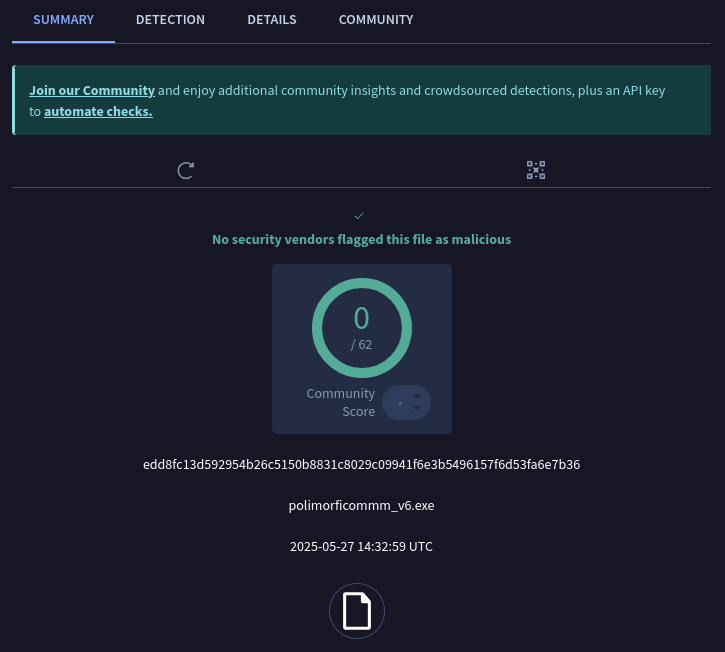 SUMMARY DETECTION DETAILS COMMUNITY
Join our Community and enjoy additional community insights and crowdsourced detections, plus an API key
to automate checks.
No security vendors flagged this file as malicious
0
/ 62
Community
Score
edd8fc13d592954b26c5150b8831c8029c09941f6e3b5496157f6d53fa6e7b36
polimorficommm_v6.exe
2025-05-27 14:32:59 UTC